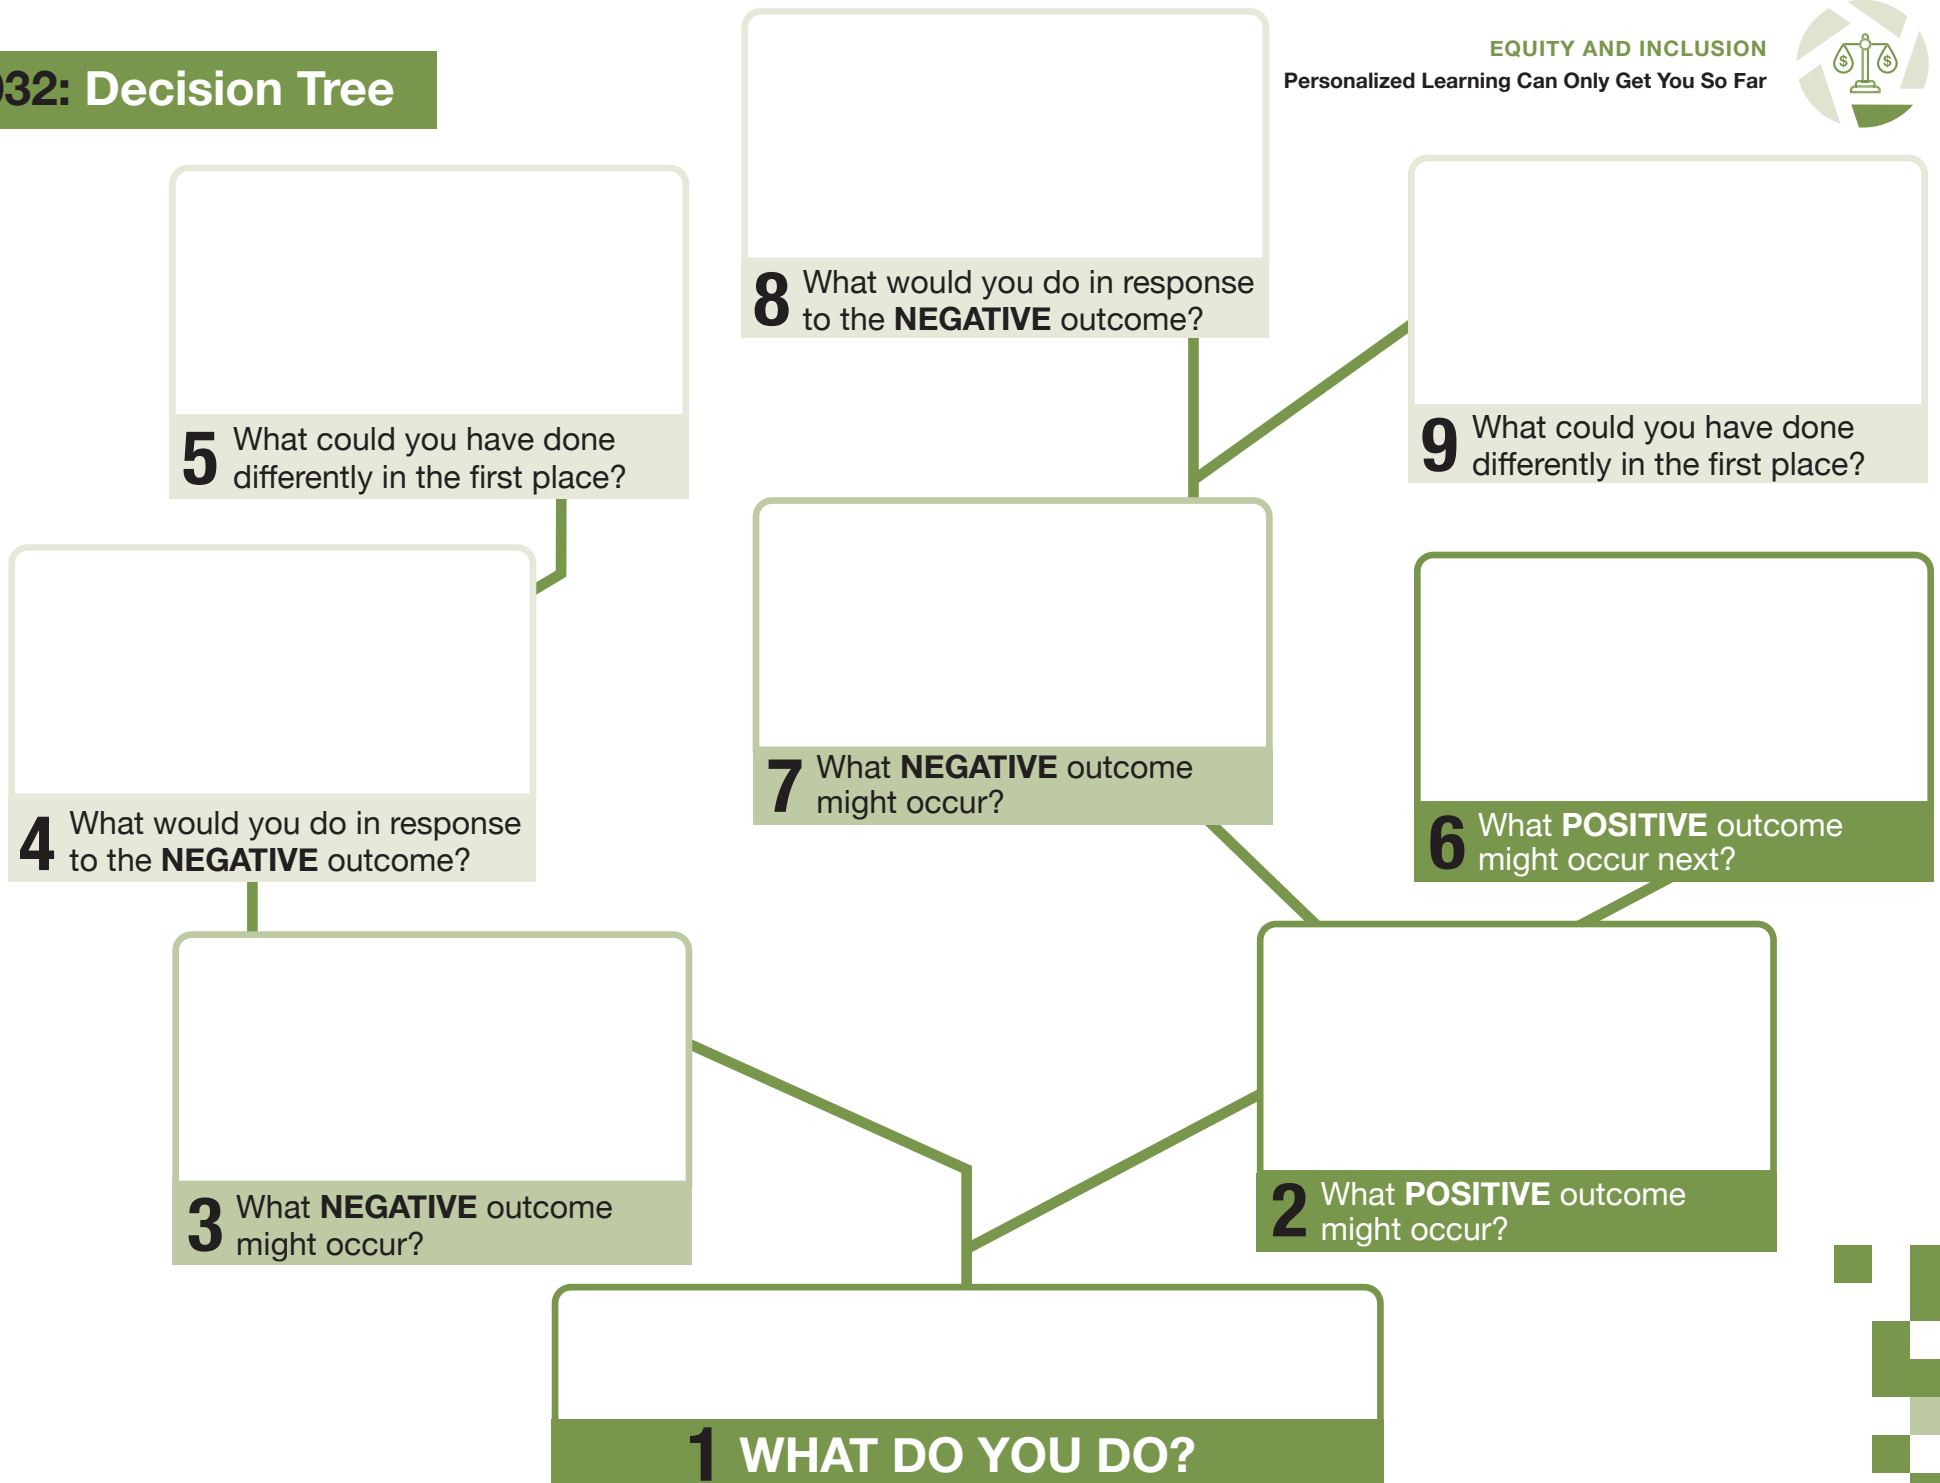 032: Decision Tree
EQUITY AND INCLUSION
Personalized Learning Can Only Get You So Far
$ $
8 What would you do in response
to the NEGATIVE outcome?
5 What could you have done
differently in the first place?
9 What could you have done
differently in the first place?
7 What NEGATIVE outcome
might occur?
4 What would you do in response
to the NEGATIVE outcome?
6 What POSITIVE outcome
might occur next?
3 What NEGATIVE outcome
might occur?
2 What POSITIVE outcome
might occur?
1 WHAT DO YOU DO?